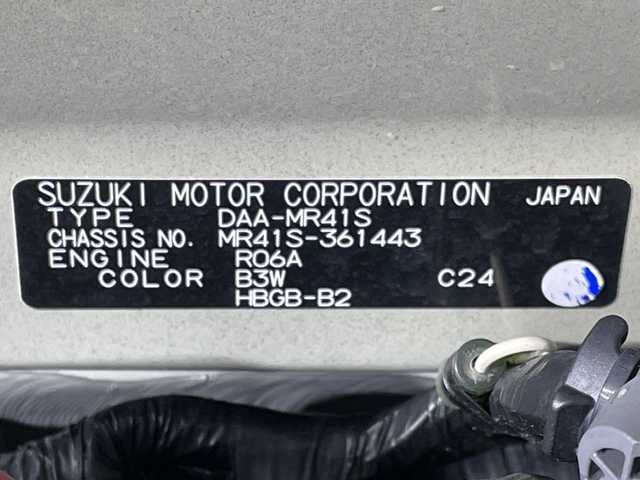 SUZUKI MOTOR CORPORATION JAPAN
TYPE DAA-MR41S
CHASSIS NO. MR41S-361443
ENGINE R06A
COLOR B3W C24
HBGB-B2